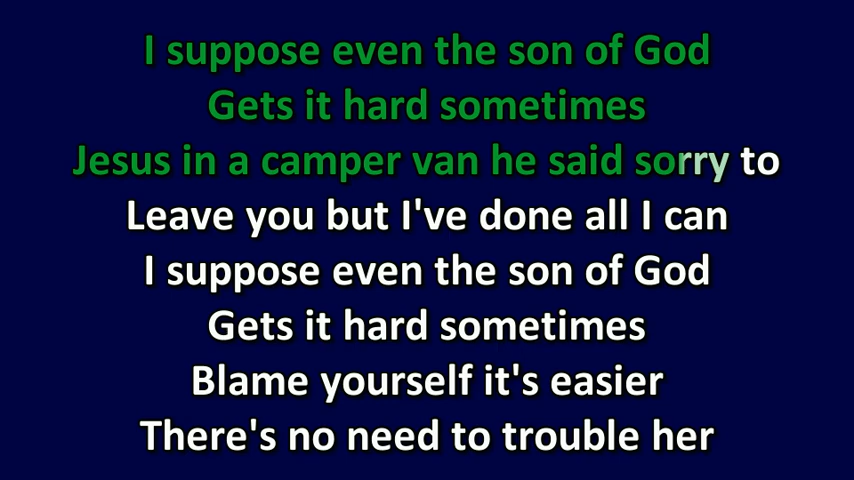 I suppose even the son of God
Gets it hard sometimes
Jesus in a camper van he said sorry to
Leave you but I've done all I can
I suppose even the son of God
Gets it hard sometimes
Blame yourself it's easier
There's no need to trouble her